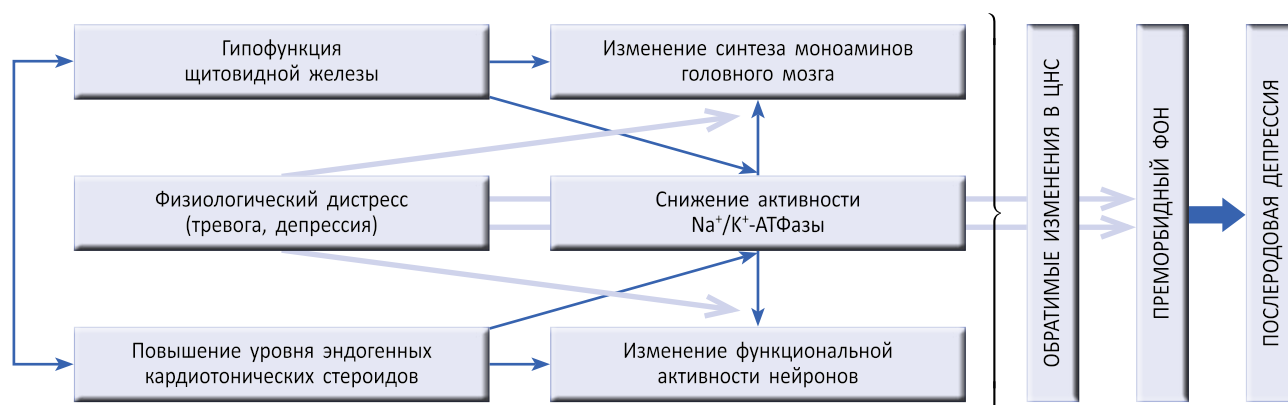 Гипофункция
щитовидной железы
Изменение синтеза моноаминов
головного мозга
Физиологический дистресс
(тревога, депрессия)
Снижение активности
Na⁺/K⁺-АТФазы
Повышение уровня эндогенных
кардиотонических стероидов
Изменение функциональной
активности нейронов
ОБРАТИМЫЕ ИЗМЕНЕНИЯ В ЦНС
ПРЕМОРБИДНЫЙ ФОН
ПОСЛЕРОДОВАЯ ДЕПРЕССИЯ